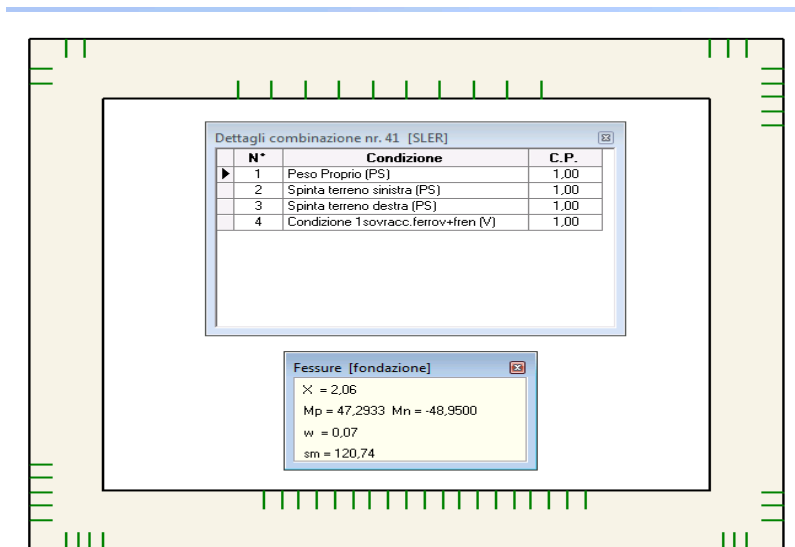 Dettagli combinazione nr. 41 [SLER]
N° Condizione C.P.
1 Peso Proprio (PS) 1,00
2 Spinta terreno sinistra (PS) 1,00
3 Spinta terreno destra (PS) 1,00
4 Condizione 1sovracc.ferrov+fren (V) 1,00
Fessure [fondazione]
X = 2,06
Mp = 47,2933 Mn = -48,9500
w = 0,07
sm = 120,74